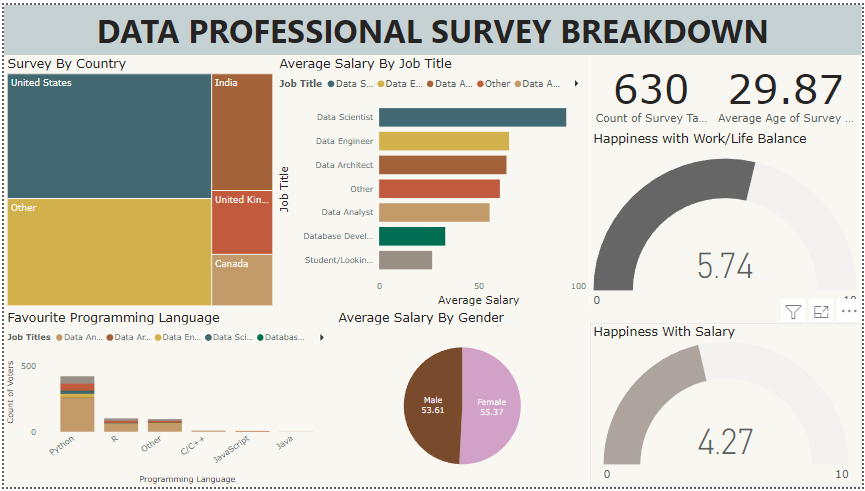 DATA PROFESSIONAL SURVEY BREAKDOWN
Survey By Country
United States
India
Other
United Kin...
Canada
Average Salary By Job Title
Job Title
Data S...
Data E...
Data A...
Other
Data A...
Job Title
Data Scientist
Data Engineer
Data Architect
Other
Data Analyst
Database Devel...
Student/Lookin...
0
50
100
Average Salary
630
Count of Survey Ta...
29.87
Average Age of Survey ...
Happiness with Work/Life Balance
5.74
0
10
Favourite Programming Language
Job Titles
Data An...
Data Ar...
Data En...
Data Sci...
Databas...
Count of Voters
500
0
Python
R
Other
C/C++
JavaScript
Java
Programming Language
Average Salary By Gender
Male
53.61
Female
55.37
Happiness With Salary
4.27
0
10